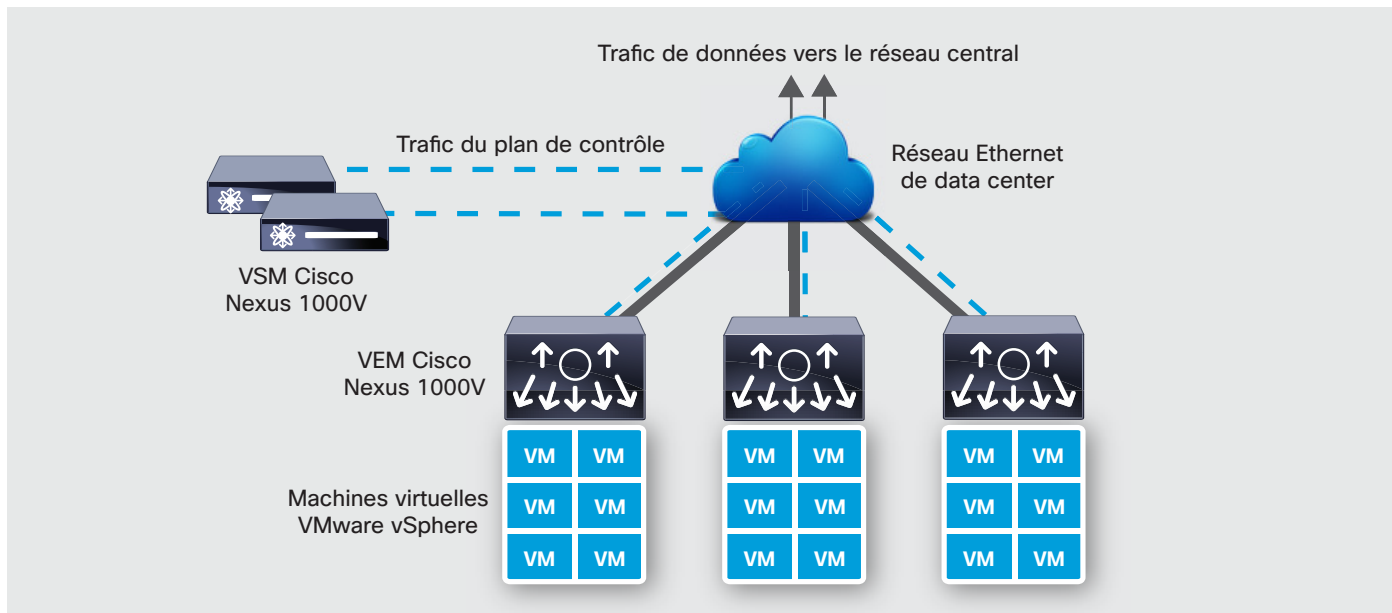 Trafic de données vers le réseau central
Trafic du plan de contrôle
Réseau Ethernet
de data center
VSM Cisco
Nexus 1000V
VEM Cisco
Nexus 1000V
VM VM VM VM VM VM
Machines virtuelles
VMware vSphere
VM VM VM VM VM VM
VM VM VM VM VM VM